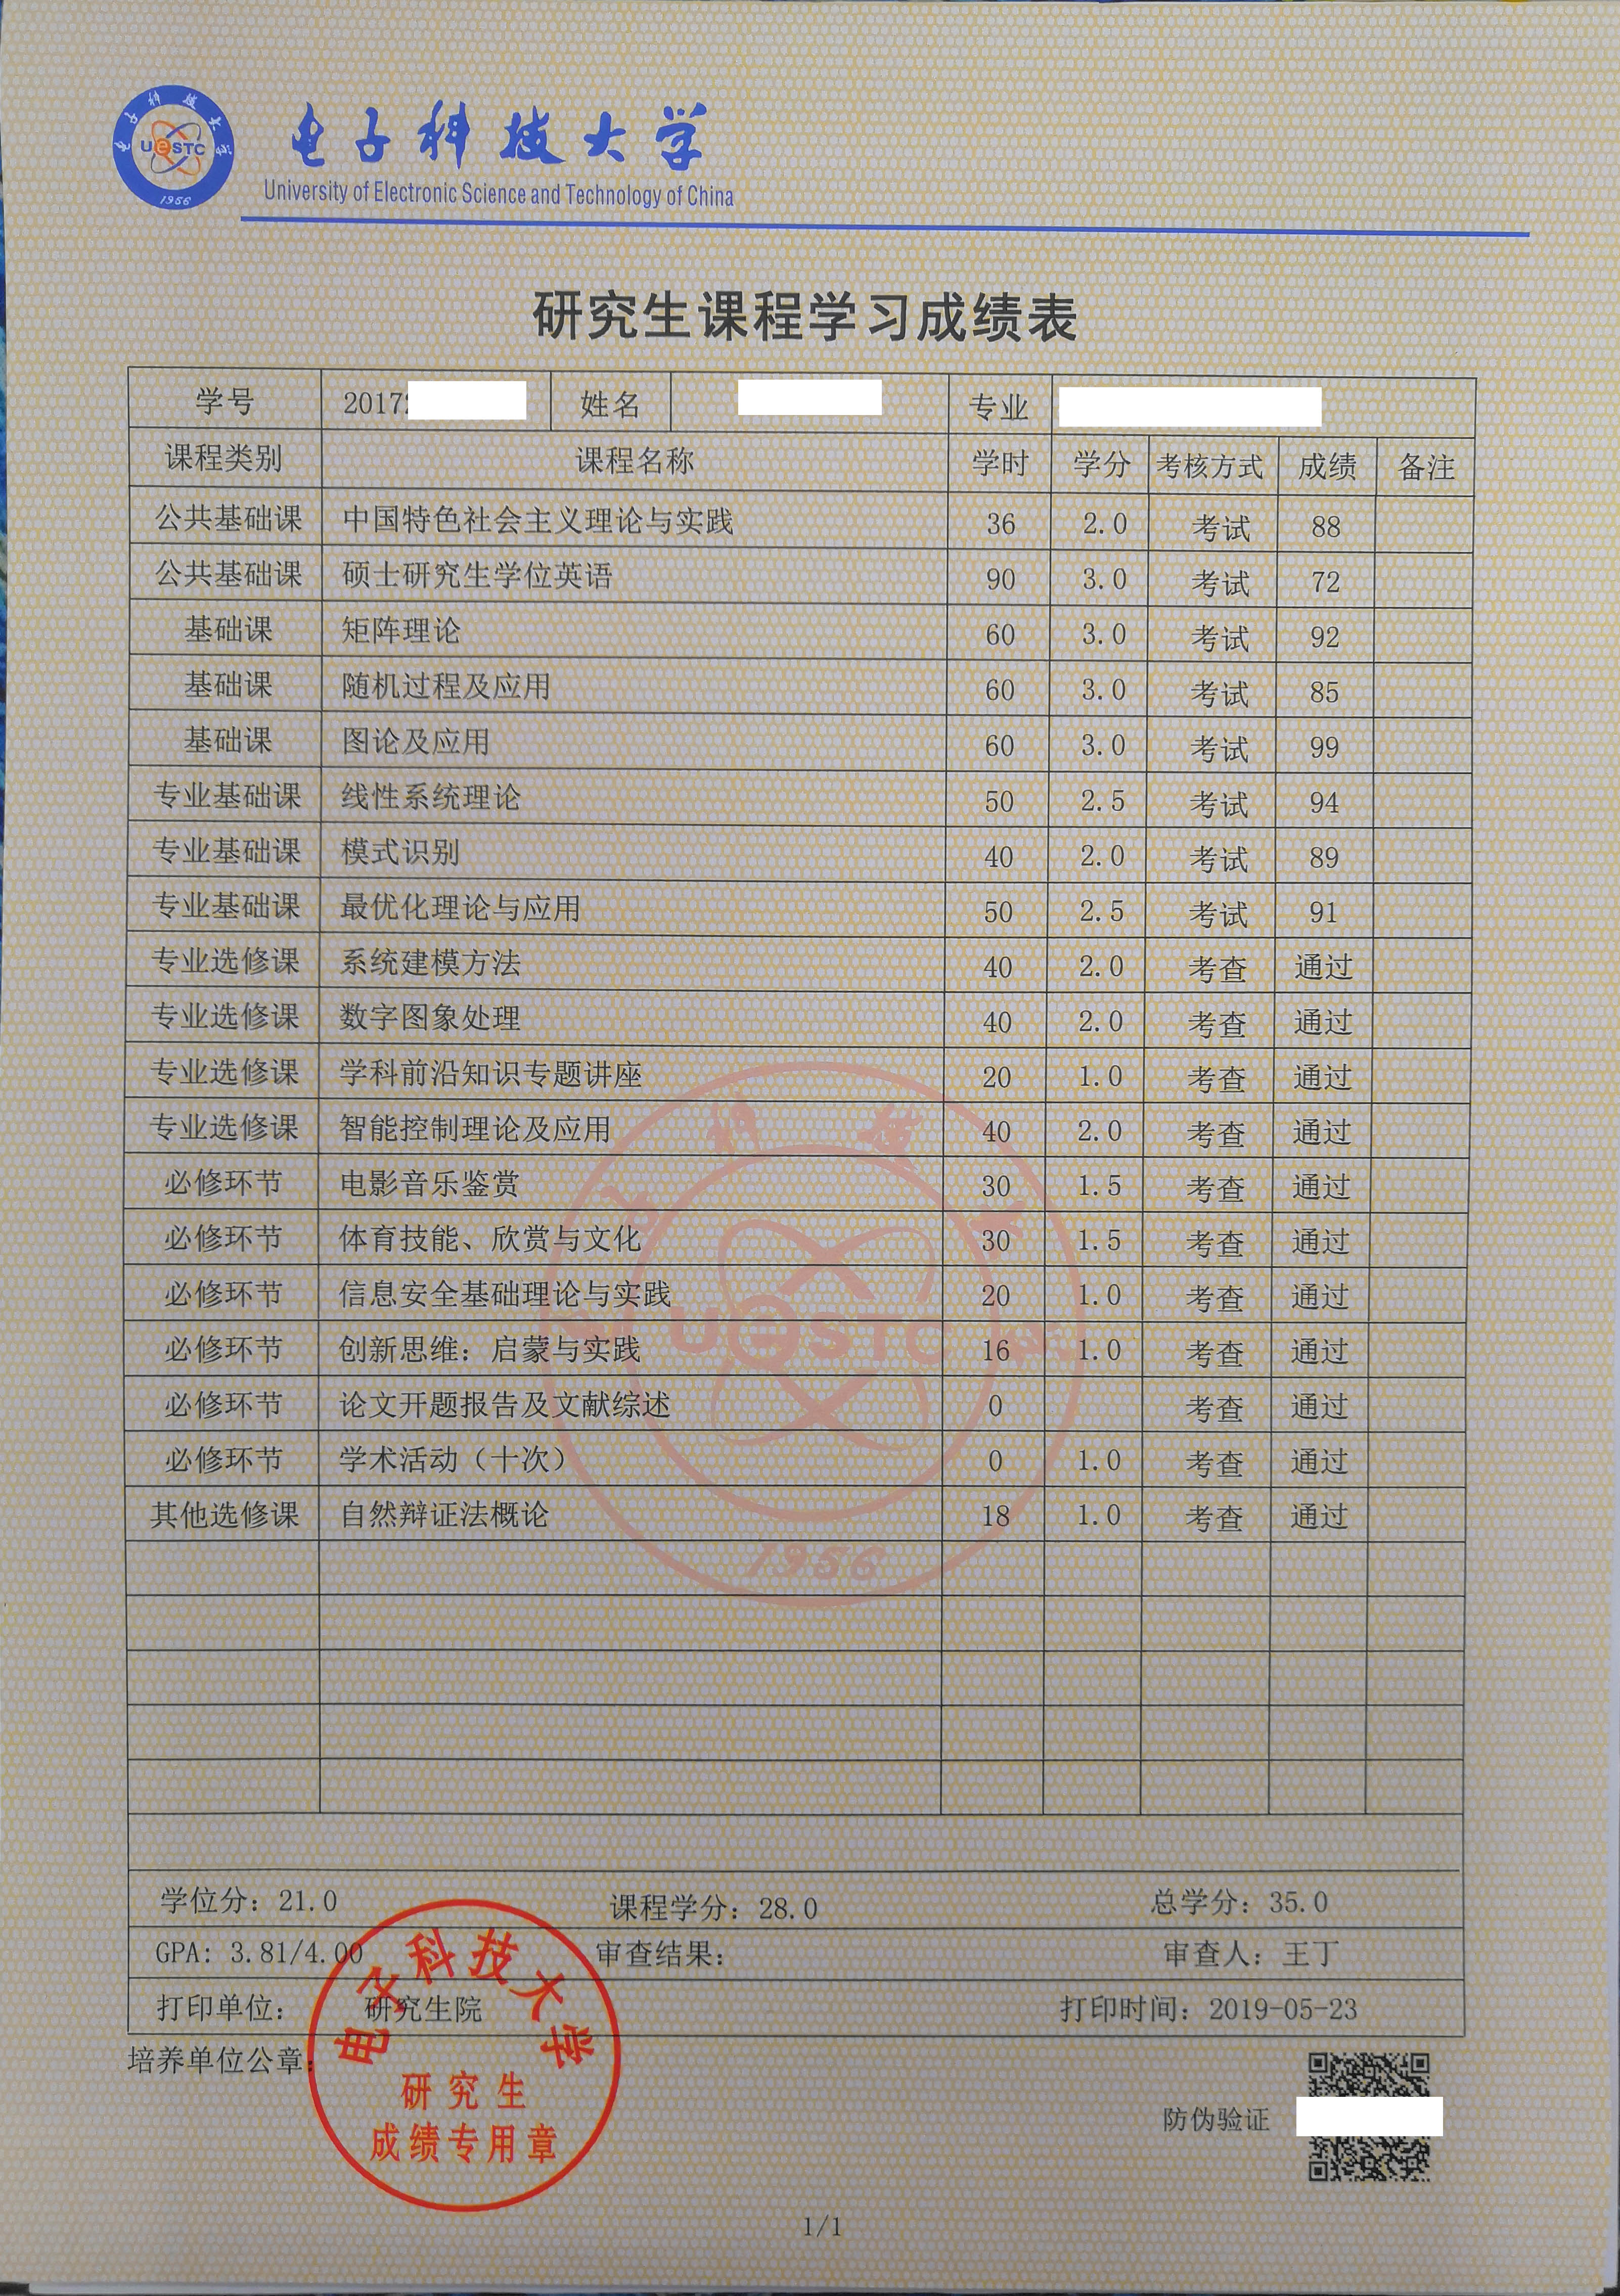 电子科技大学
UeSTC
1956
电子科技大学
University of Electronic Science and Technology of China
研究生课程学习成绩表
学号 2017 姓名 专业
课程类别 课程名称 学时 学分 考核方式 成绩 备注
公共基础课 中国特色社会主义理论与实践 36 2.0 考试 88
公共基础课 硕士研究生学位英语 90 3.0 考试 72
基础课 矩阵理论 60 3.0 考试 92
基础课 随机过程及应用 60 3.0 考试 85
基础课 图论及应用 60 3.0 考试 99
专业基础课 线性系统理论 50 2.5 考试 94
专业基础课 模式识别 40 2.0 考试 89
专业基础课 最优化理论与应用 50 2.5 考试 91
专业选修课 系统建模方法 40 2.0 考查 通过
专业选修课 数字图象处理 40 2.0 考查 通过
专业选修课 学科前沿知识专题讲座 20 1.0 考查 通过
专业选修课 智能控制理论及应用 40 2.0 考查 通过
必修环节 电影音乐鉴赏 30 1.5 考查 通过
必修环节 体育技能、欣赏与文化 30 1.5 考查 通过
必修环节 信息安全基础理论与实践 20 1.0 考查 通过
必修环节 创新思维：启蒙与实践 16 1.0 考查 通过
必修环节 论文开题报告及文献综述 0 考查 通过
必修环节 学术活动（十次） 0 1.0 考查 通过
其他选修课 自然辩证法概论 18 1.0 考查 通过
UeSTC
1956
学位分：21.0 课程学分：28.0 总学分：35.0
GPA: 3.81/4.00 审查结果： 审查人：王丁
打印单位： 研究生院 打印时间：2019-05-23
培养单位公章：
电子科技大学
研究生
成绩专用章
防伪验证
1/1